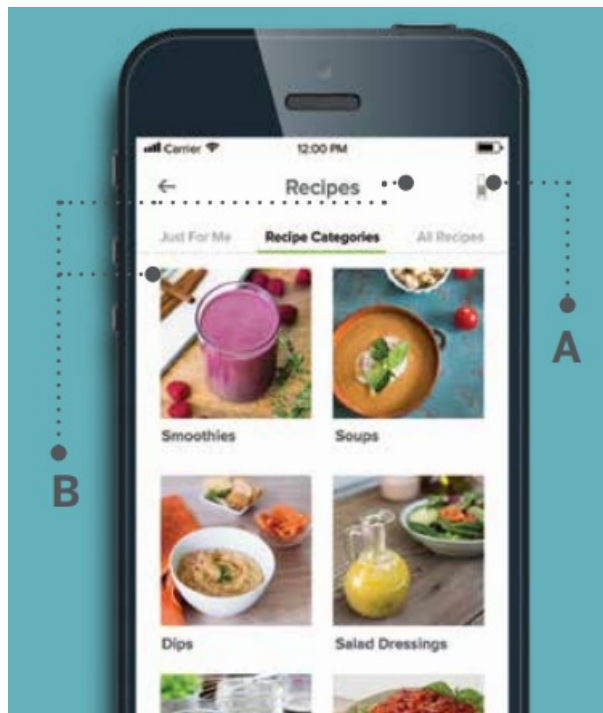 Carrier 12:00 PM
Recipes
Just For Me Recipe Categories All Recipes
A
Smoothies Soups
B
Dips Salad Dressings